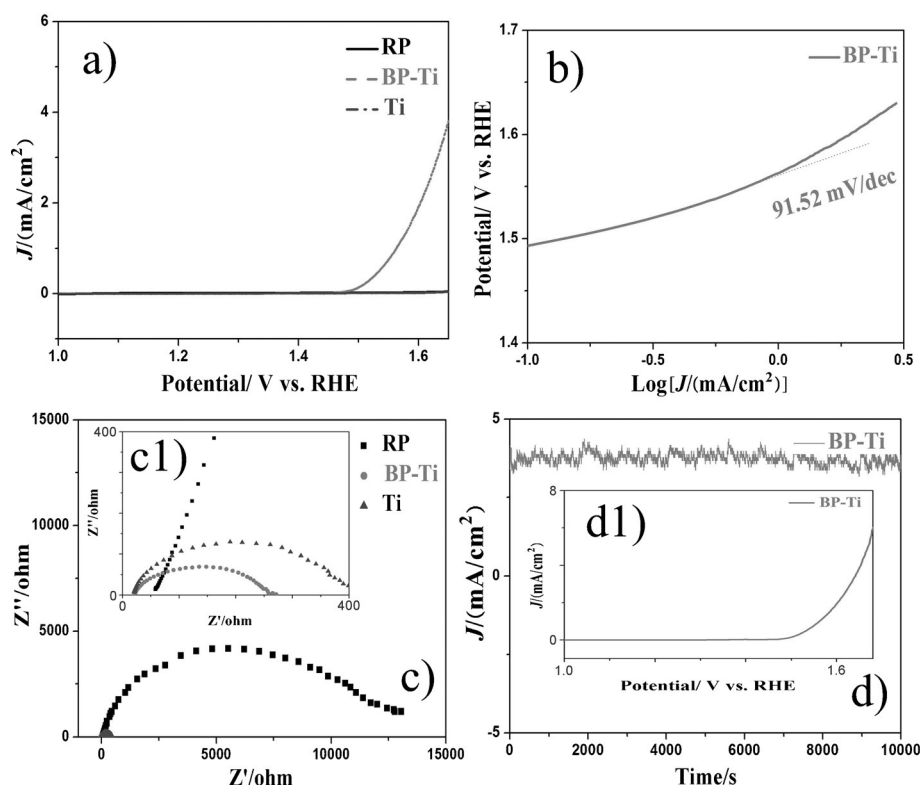 a)
RP
BP-Ti
Ti
6
4
2
0
J/(mA/cm²)
1.0
1.2
1.4
1.6
Potential/ V vs. RHE
b)
BP-Ti
1.7
1.6
1.5
1.4
Potential/ V vs. RHE
91.52 mV/dec
-1.0
-0.5
0.0
0.5
Log[J/(mA/cm²)]
15000
10000
5000
0
Z''/ohm
RP
BP-Ti
Ti
c1)
400
0
Z''/ohm
0
200
400
Z'/ohm
c)
0
5000
10000
15000
Z'/ohm
5
0
-5
J/(mA/cm²)
BP-Ti
d1)
BP-Ti
8
4
0
J/(mA/cm²)
1.0
1.6
Potential/ V vs. RHE
d)
0
2000
4000
6000
8000
10000
Time/s